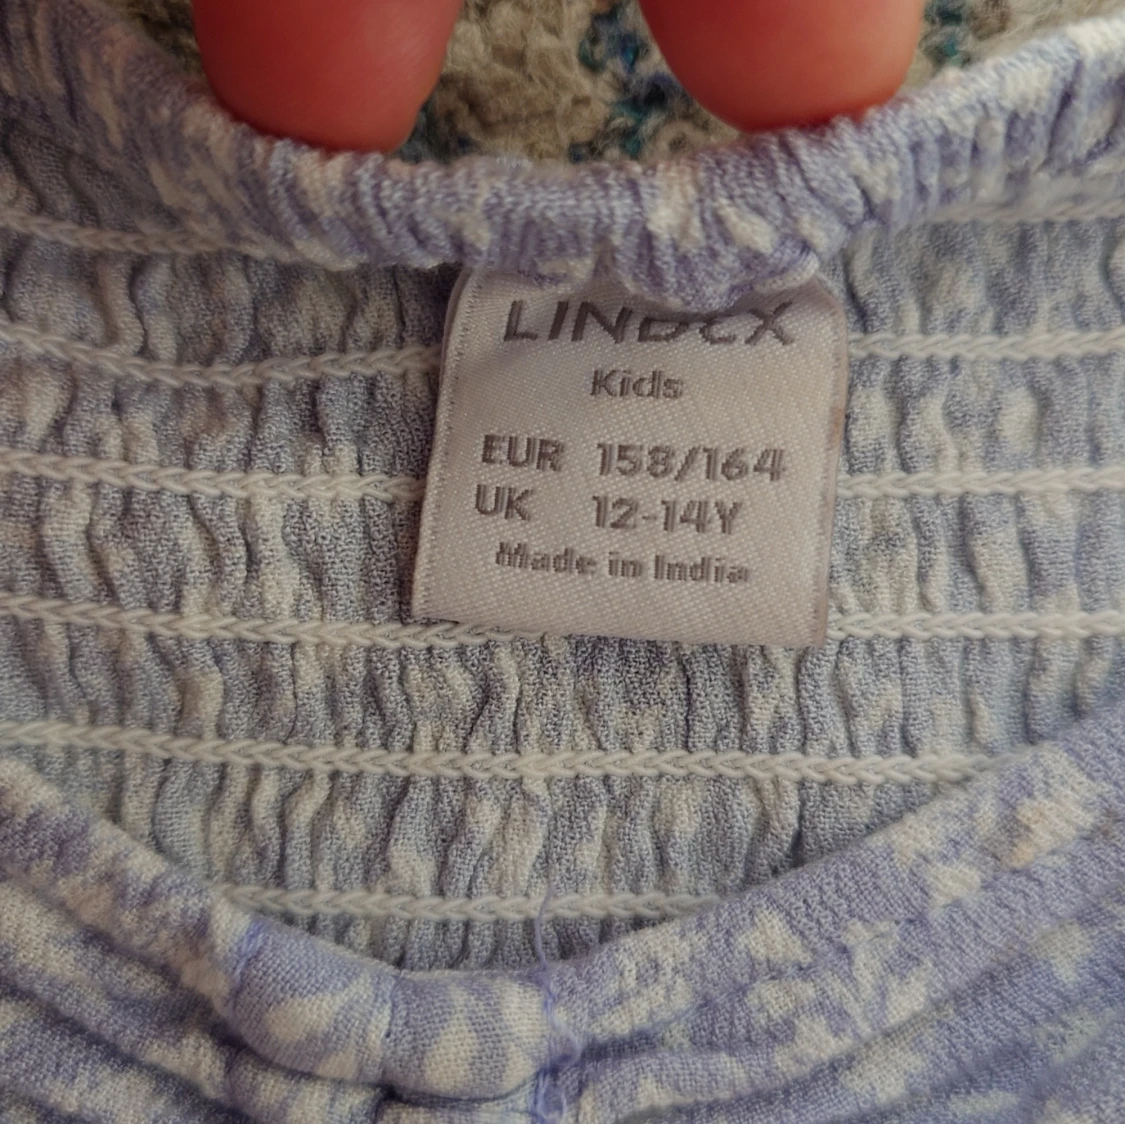 LINDEX
Kids
EUR 158/164
UK 12-14Y
Made in India